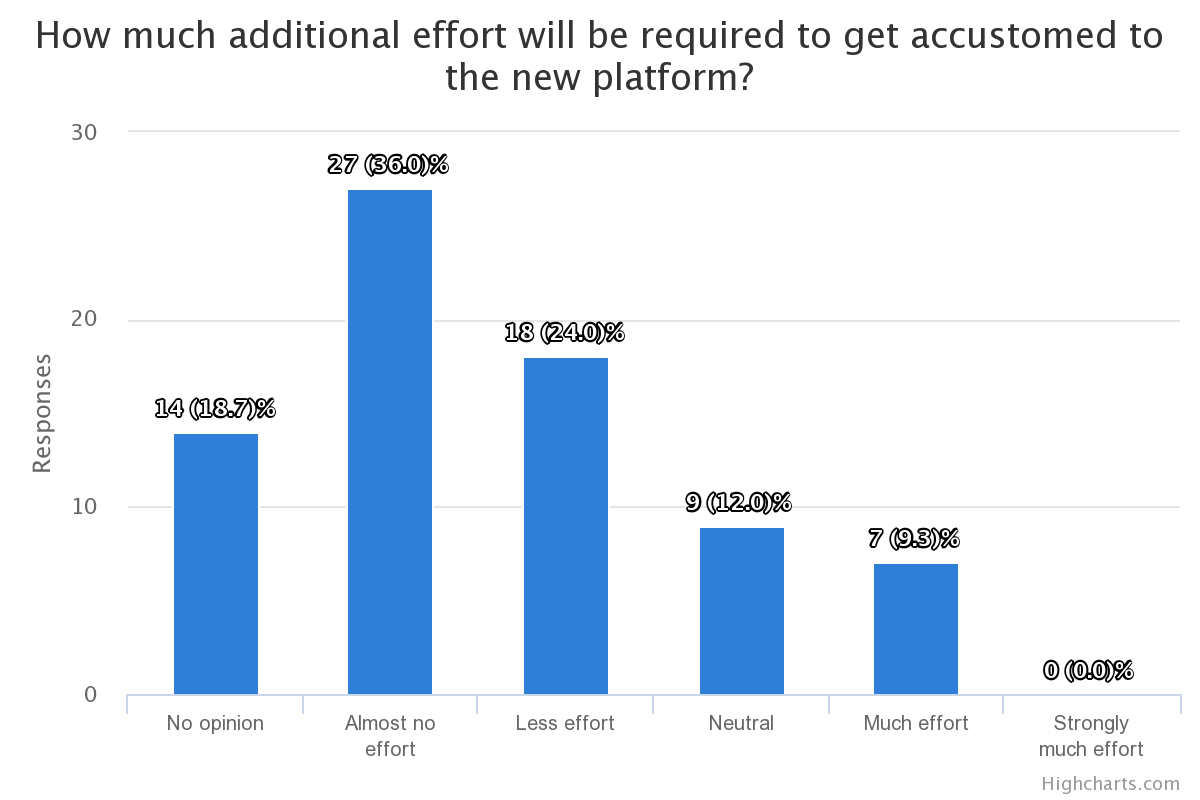 How much additional effort will be required to get accustomed to
the new platform?
30
27 (36.0)%
20
18 (24.0)%
14 (18.7)%
Responses
10
9 (12.0)%
7 (9.3)%
0 (0.0)%
0
No opinion
Almost no
effort
Less effort
Neutral
Much effort
Strongly
much effort
Highcharts.com